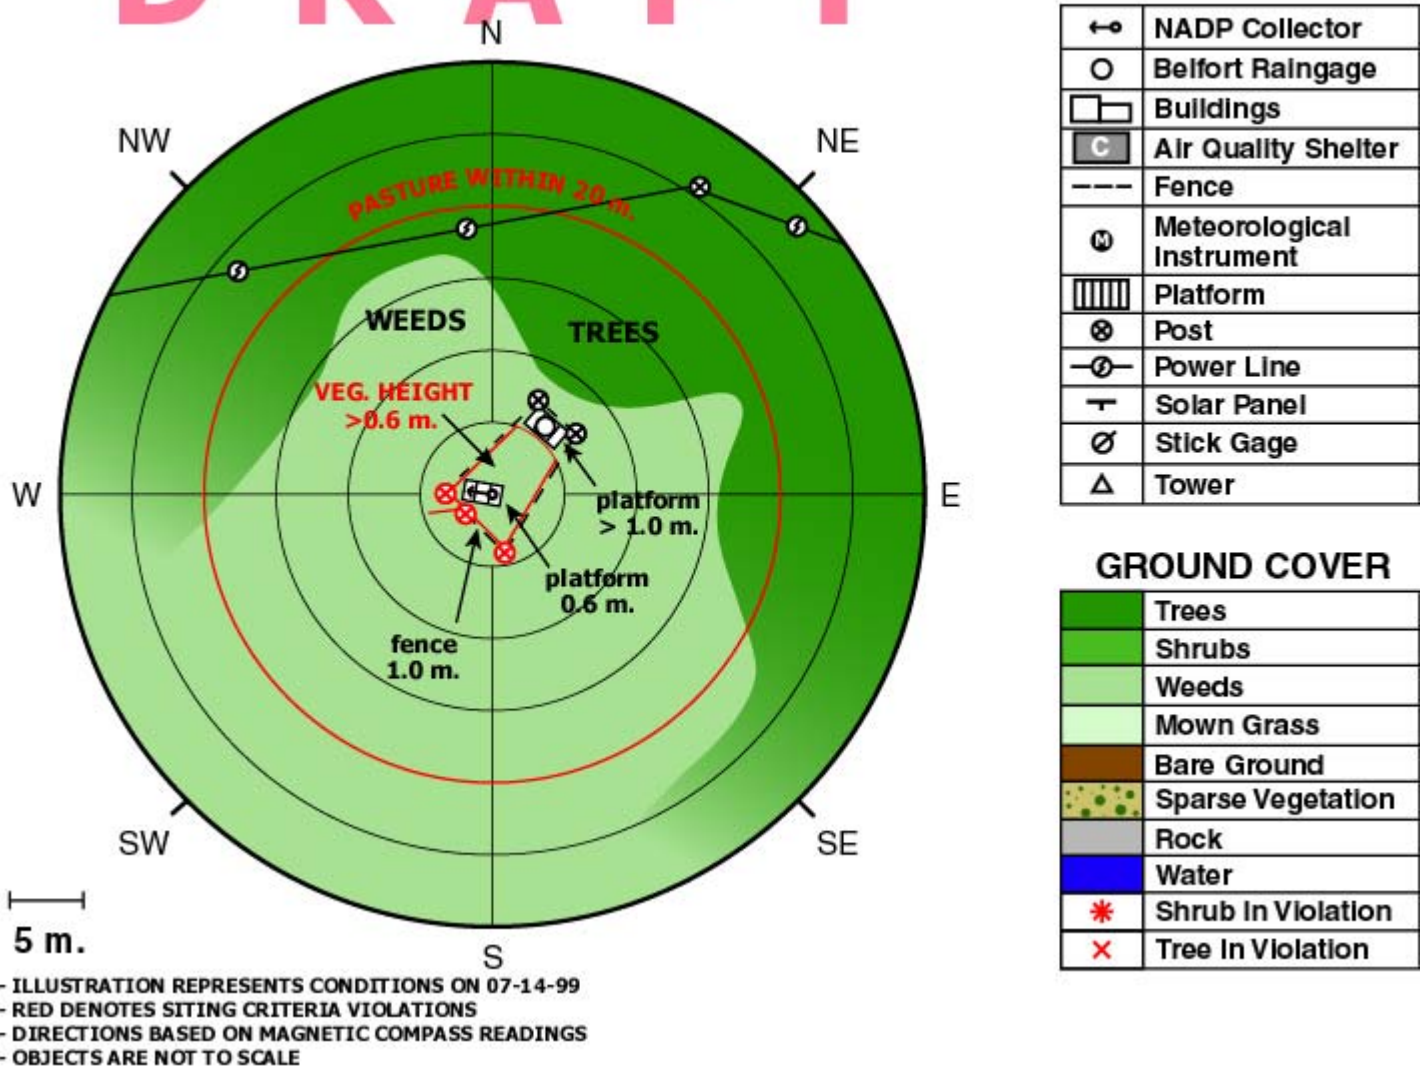 DRAFT
N
NW
NE
PASTURE WITHIN 20 m.
WEEDS
TREES
VEG. HEIGHT
>0.6 m.
W
E
platform
> 1.0 m.
platform
0.6 m.
fence
1.0 m.
SW
SE
S
5 m.
- ILLUSTRATION REPRESENTS CONDITIONS ON 07-14-99
- RED DENOTES SITING CRITERIA VIOLATIONS
- DIRECTIONS BASED ON MAGNETIC COMPASS READINGS
- OBJECTS ARE NOT TO SCALE
NADP Collector
Belfort Raingage
Buildings
C Air Quality Shelter
Fence
M Meteorological
Instrument
Platform
Post
Power Line
Solar Panel
Stick Gage
Tower
GROUND COVER
Trees
Shrubs
Weeds
Mown Grass
Bare Ground
Sparse Vegetation
Rock
Water
Shrub In Violation
Tree In Violation